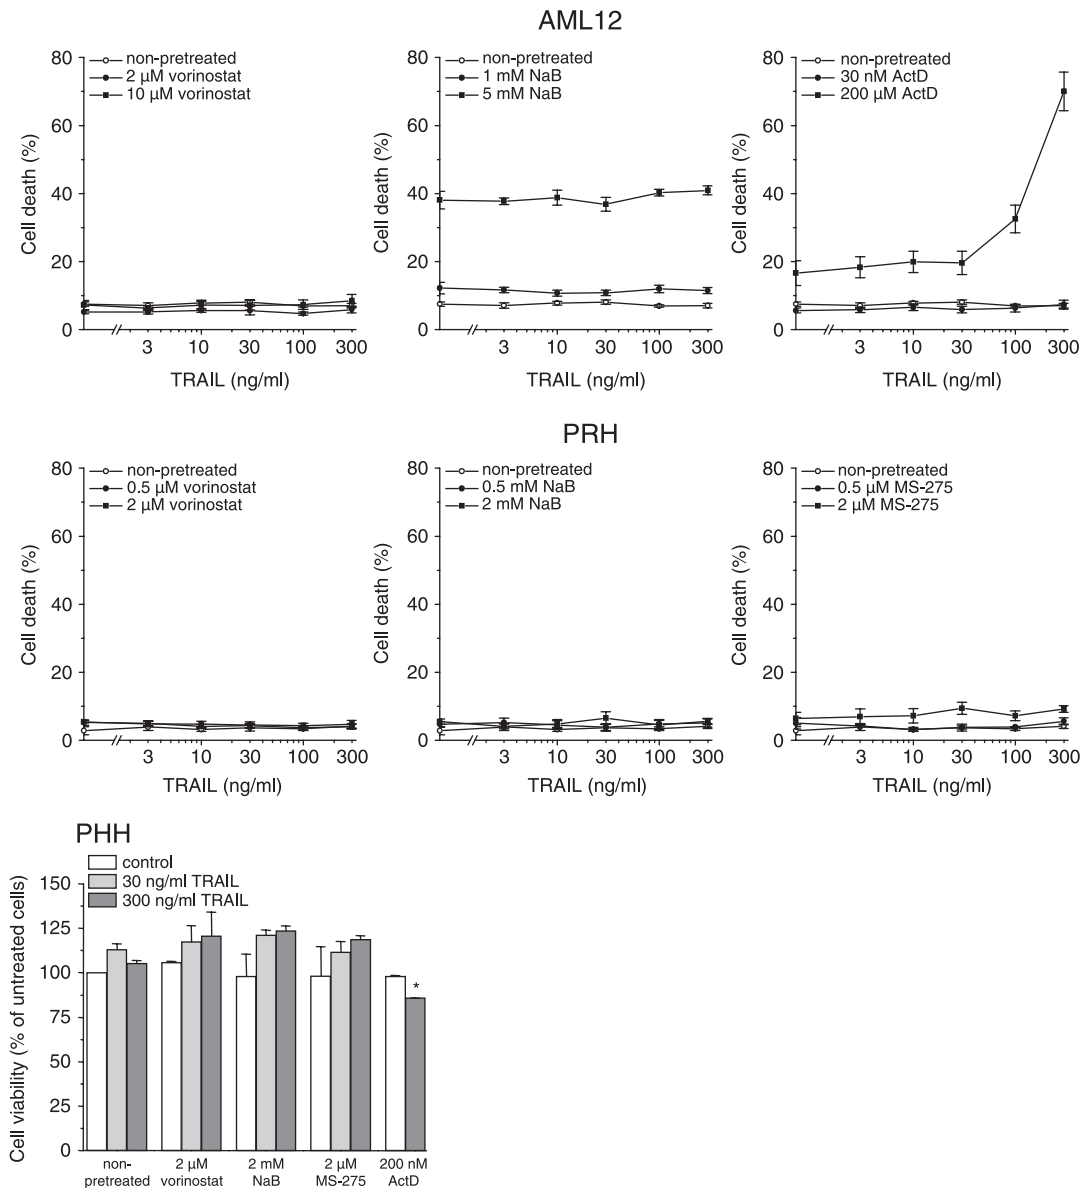 AML12
non-pretreated
2 µM vorinostat
10 µM vorinostat
80
60
40
20
0
Cell death (%)
3 10 30 100 300
TRAIL (ng/ml)
non-pretreated
1 mM NaB
5 mM NaB
80
60
40
20
0
Cell death (%)
3 10 30 100 300
TRAIL (ng/ml)
non-pretreated
30 nM ActD
200 µM ActD
80
60
40
20
0
Cell death (%)
3 10 30 100 300
TRAIL (ng/ml)
PRH
non-pretreated
0.5 µM vorinostat
2 µM vorinostat
80
60
40
20
0
Cell death (%)
3 10 30 100 300
TRAIL (ng/ml)
non-pretreated
0.5 mM NaB
2 mM NaB
80
60
40
20
0
Cell death (%)
3 10 30 100 300
TRAIL (ng/ml)
non-pretreated
0.5 µM MS-275
2 µM MS-275
80
60
40
20
0
Cell death (%)
3 10 30 100 300
TRAIL (ng/ml)
PHH
control
30 ng/ml TRAIL
300 ng/ml TRAIL
150
125
100
75
50
25
0
Cell viability (% of untreated cells)
*
non-
pretreated
2 µM
vorinostat
2 mM
NaB
2 µM
MS-275
200 nM
ActD